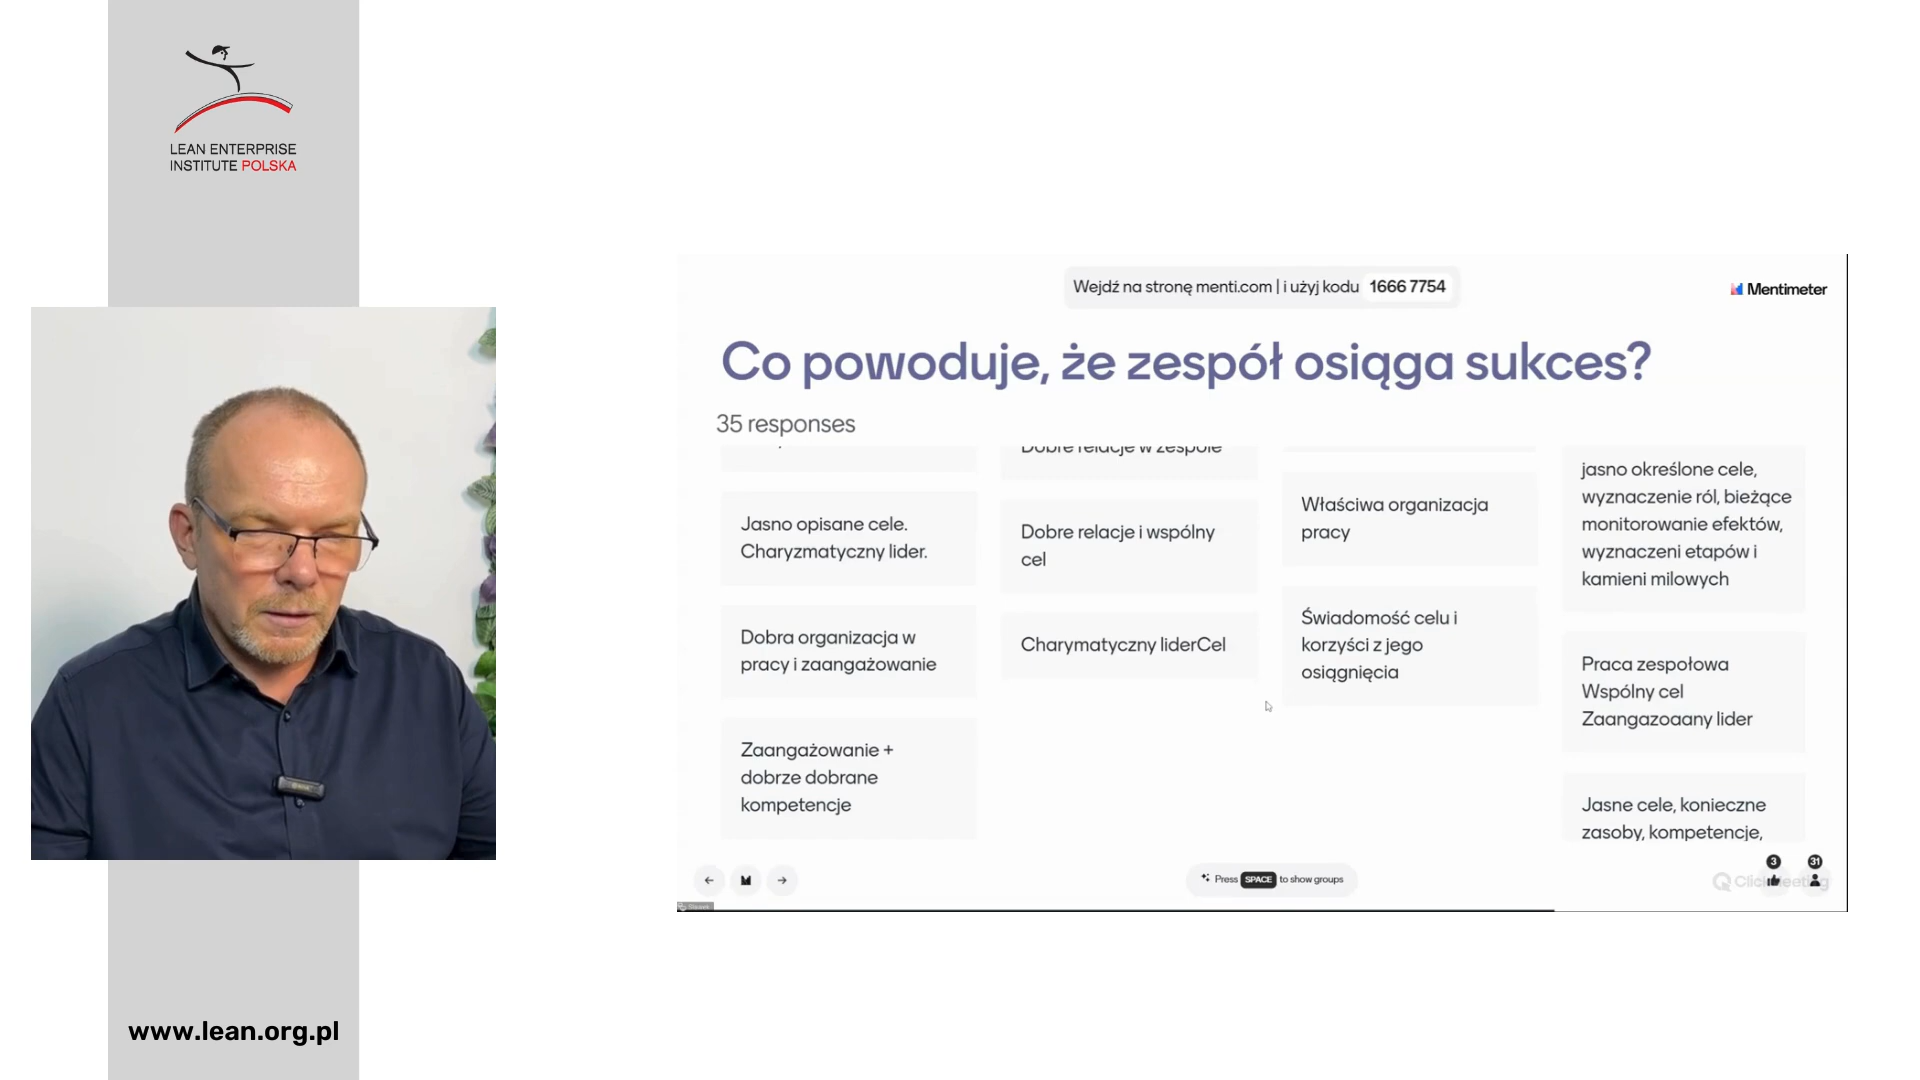 LEAN ENTERPRISE
INSTITUTE POLSKA
Wejdź na stronę menti.com | i użyj kodu 1666 7754
Mentimeter
Co powoduje, że zespół osiąga sukces?
35 responses
Jasno opisane cele.
Charyzmatyczny lider.
Dobra organizacja w
pracy i zaangażowanie
Zaangażowanie +
dobrze dobrane
kompetencje
Dobre relacje w zespole
Dobre relacje i wspólny
cel
Charymatyczny liderCel
Właściwa organizacja
pracy
Świadomość celu i
korzyści z jego
osiągnięcia
jasno określone cele,
wyznaczenie ról, bieżące
monitorowanie efektów,
wyznaczeni etapów i
kamieni milowych
Praca zespołowa
Wspólny cel
Zaangazoaany lider
Jasne cele, konieczne
zasoby, kompetencje,
Press SPACE to show groups
3
31
ClickMeeting
www.lean.org.pl